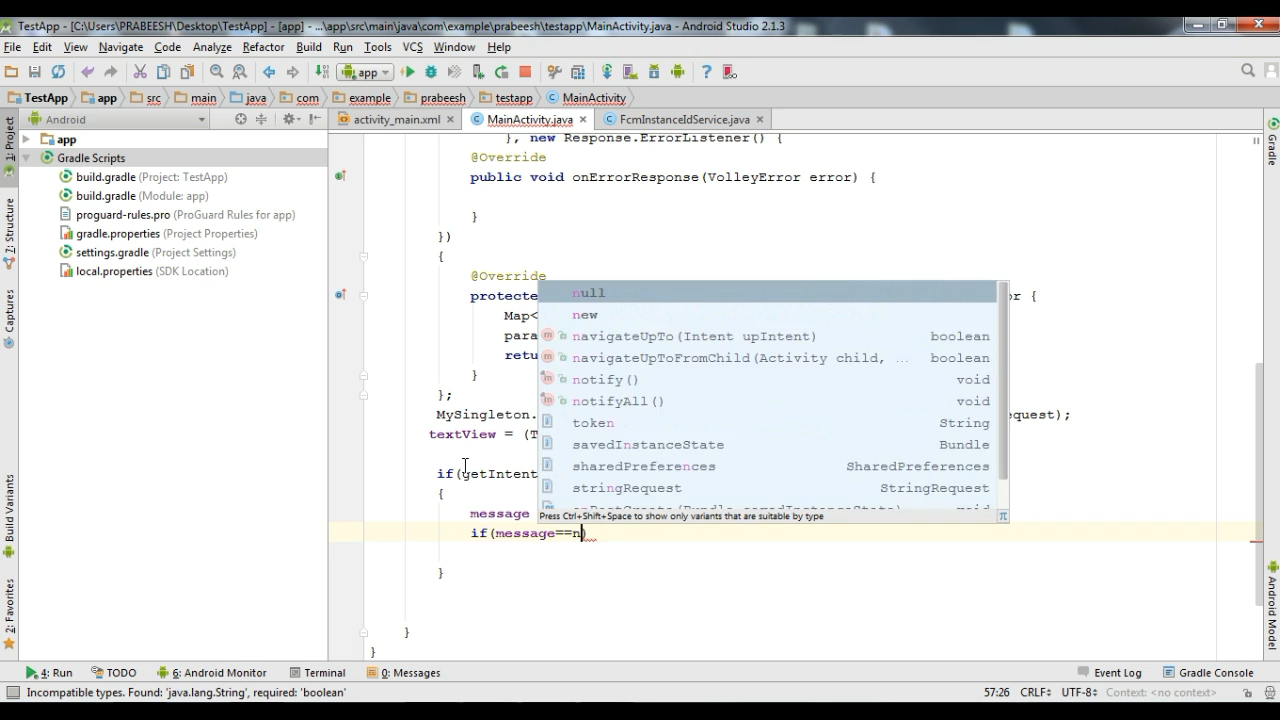 TestApp - [C:\Users\PRABEESH\Desktop\TestApp] - [app] - ...\app\src\main\java\com\example\prabeesh\testapp\MainActivity.java - Android Studio 2.1.3
File Edit View Navigate Code Analyze Refactor Build Run Tools VCS Window Help
app
TestApp app src main java com example prabeesh testapp MainActivity
Android
activity_main.xml MainActivity.java FcmInstanceIdService.java
app
Gradle Scripts
build.gradle (Project: TestApp)
build.gradle (Module: app)
proguard-rules.pro (ProGuard Rules for app)
gradle.properties (Project Properties)
settings.gradle (Project Settings)
local.properties (SDK Location)
1: Project
7: Structure
Captures
Build Variants
2: Favorites
}, new Response.ErrorListener() {
@Override
public void onErrorResponse(VolleyError error) {
}
})
{
@Override
protecte
Map<
para
retu
}
};
MySingleton.
equest);
textView = (T
if(getIntent
{
message
if(message==n)
}
}
}
null
new
navigateUpTo(Intent upIntent) boolean
navigateUpToFromChild(Activity child, ... boolean
notify() void
notifyAll() void
token String
savedInstanceState Bundle
sharedPreferences SharedPreferences
stringRequest StringRequest
Press Ctrl+Shift+Space to show only variants that are suitable by type π
Gradle
Android Model
4: Run TODO 6: Android Monitor Terminal 0: Messages Event Log Gradle Console
Incompatible types. Found: 'java.lang.String', required: 'boolean' 57:26 CRLF UTF-8 Context: <no context>